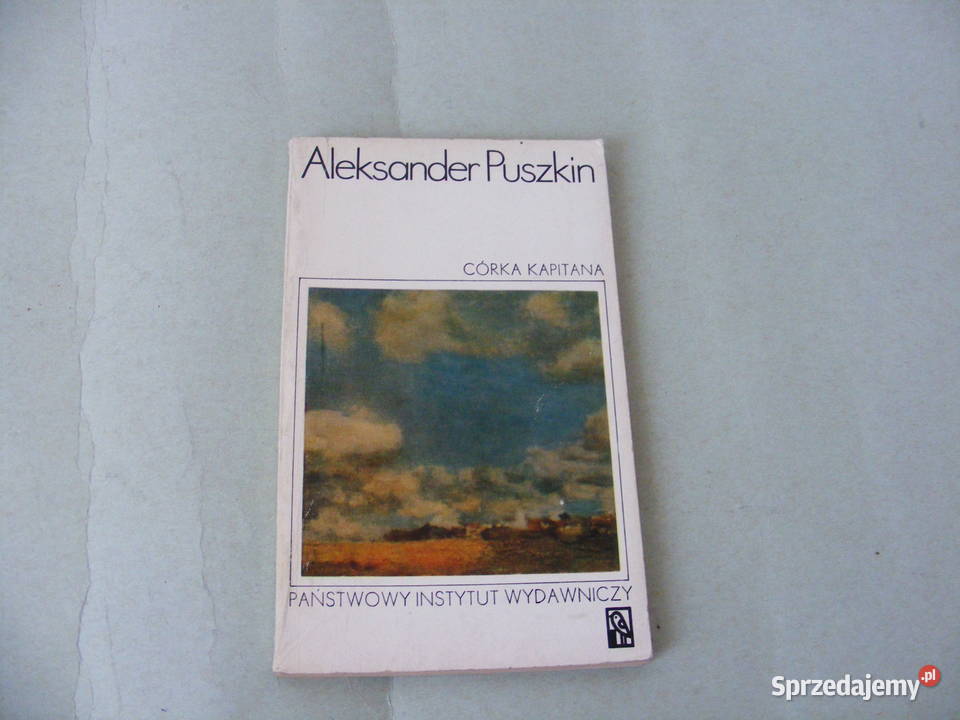 Aleksander Puszkin
CÓRKA KAPITANA
PAŃSTWOWY INSTYTUT WYDAWNICZY
Sprzedajemy.pl